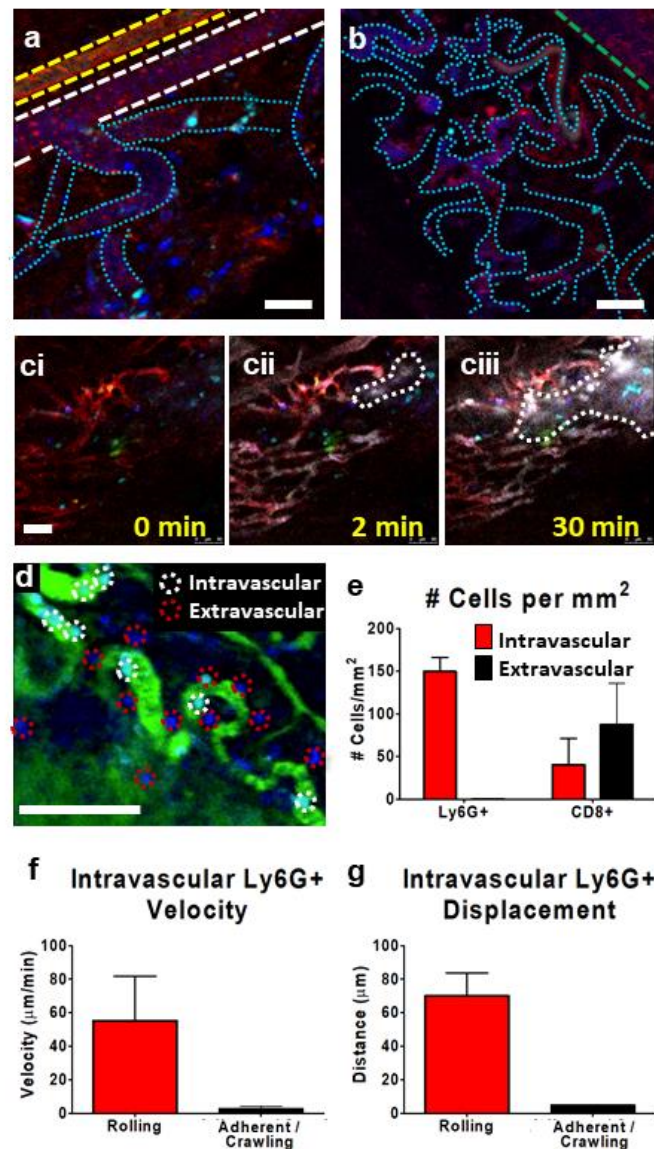 a
b
ci
0 min
cii
2 min
ciii
30 min
d
Intravascular
Extravascular
e
# Cells per mm²
Intravascular
Extravascular
# Cells/mm²
200
150
100
50
0
Ly6G+
CD8+
f
Intravascular Ly6G+
Velocity
Velocity (µm/min)
100
80
60
40
20
0
Rolling
Adherent /
Crawling
g
Intravascular Ly6G+
Displacement
Distance (µm)
100
80
60
40
20
0
Rolling
Adherent /
Crawling